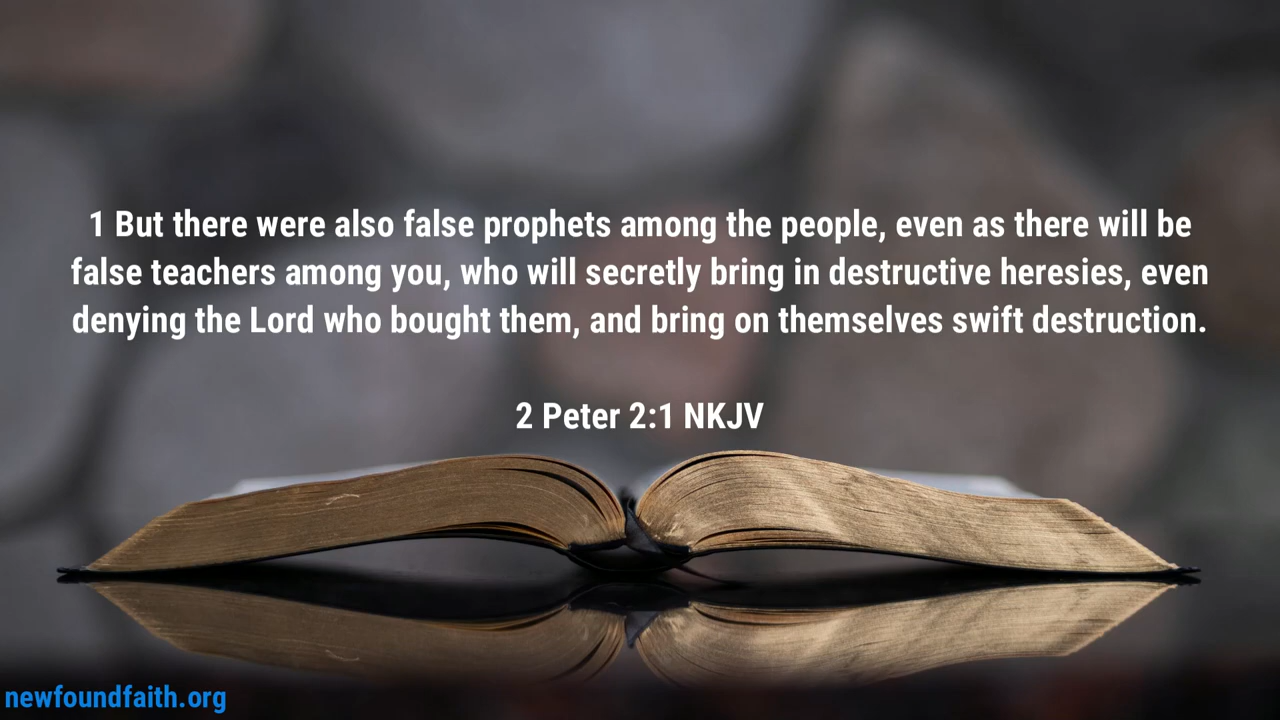 1 But there were also false prophets among the people, even as there will be
false teachers among you, who will secretly bring in destructive heresies, even
denying the Lord who bought them, and bring on themselves swift destruction.
2 Peter 2:1 NKJV
newfoundfaith.org